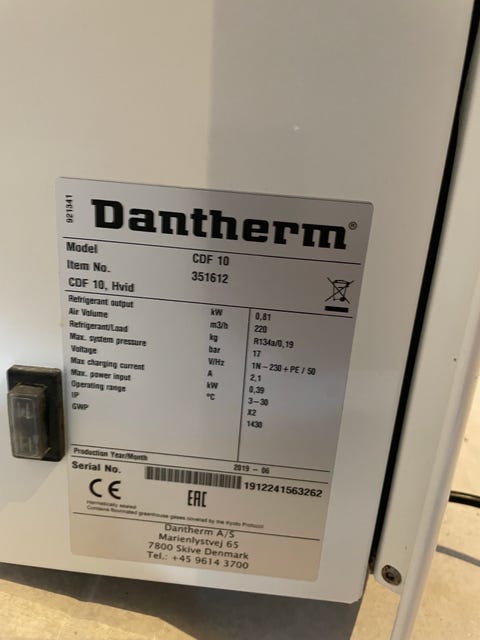 921341
Dantherm®
Model CDF 10
Item No. 351612
CDF 10, Hvid
Refrigerant output kW 0,81
Air Volume m3/h 220
Refrigerant/Load kg R134a/0,19
Max. system pressure bar 17
Voltage V/Hz 1N~230+PE/50
Max charging current A 2,1
Max. power input kW 0,39
Operating range °C 3-30
IP X2
GWP 1430
Production Year/Month 2019 - 06
Serial No. 1912241563262
CE EAC
Hermetically sealed
Contains flourinated greenhouse gases covered by the Kyoto Protocol
Dantherm A/S
Marienlystvej 65
7800 Skive Denmark
Tel.: +45 9614 3700